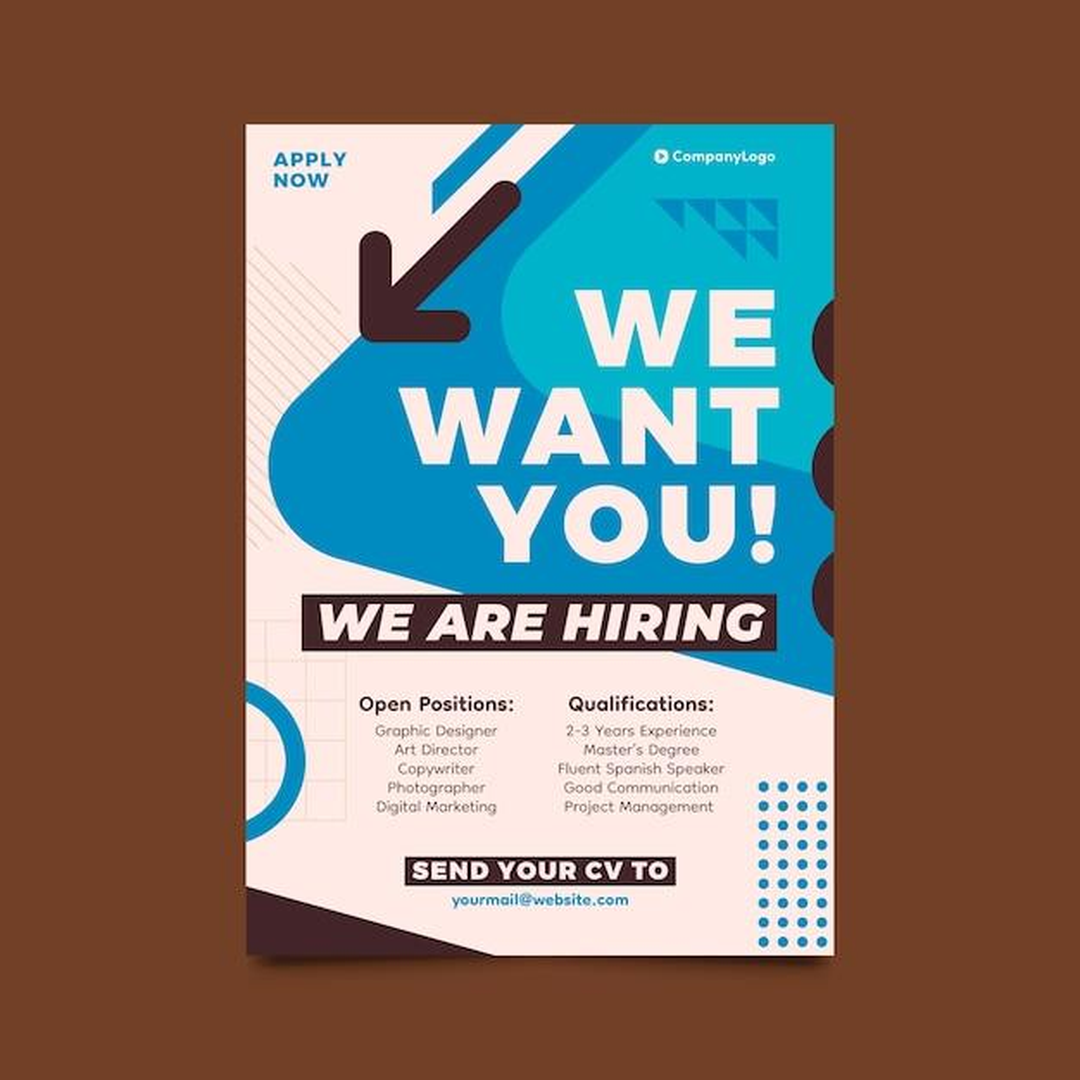 APPLY
NOW
CompanyLogo
WE
WANT
YOU!
WE ARE HIRING
Open Positions:
Graphic Designer
Art Director
Copywriter
Photographer
Digital Marketing
Qualifications:
2-3 Years Experience
Master's Degree
Fluent Spanish Speaker
Good Communication
Project Management
SEND YOUR CV TO
yourmail@website.com